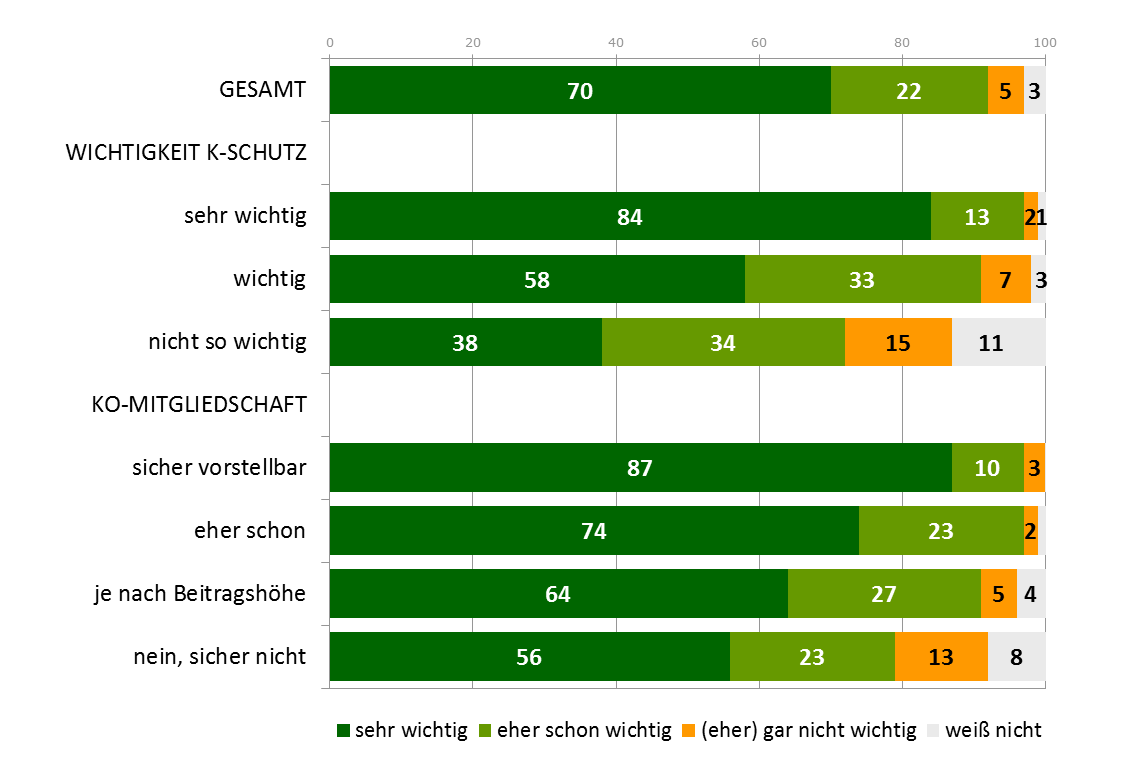 0 20 40 60 80 100
GESAMT 70 22 5 3
WICHTIGKEIT K-SCHUTZ
sehr wichtig 84 13 2 1
wichtig 58 33 7 3
nicht so wichtig 38 34 15 11
KO-MITGLIEDSCHAFT
sicher vorstellbar 87 10 3
eher schon 74 23 2
je nach Beitragshöhe 64 27 5 4
nein, sicher nicht 56 23 13 8
sehr wichtig eher schon wichtig (eher) gar nicht wichtig weiß nicht